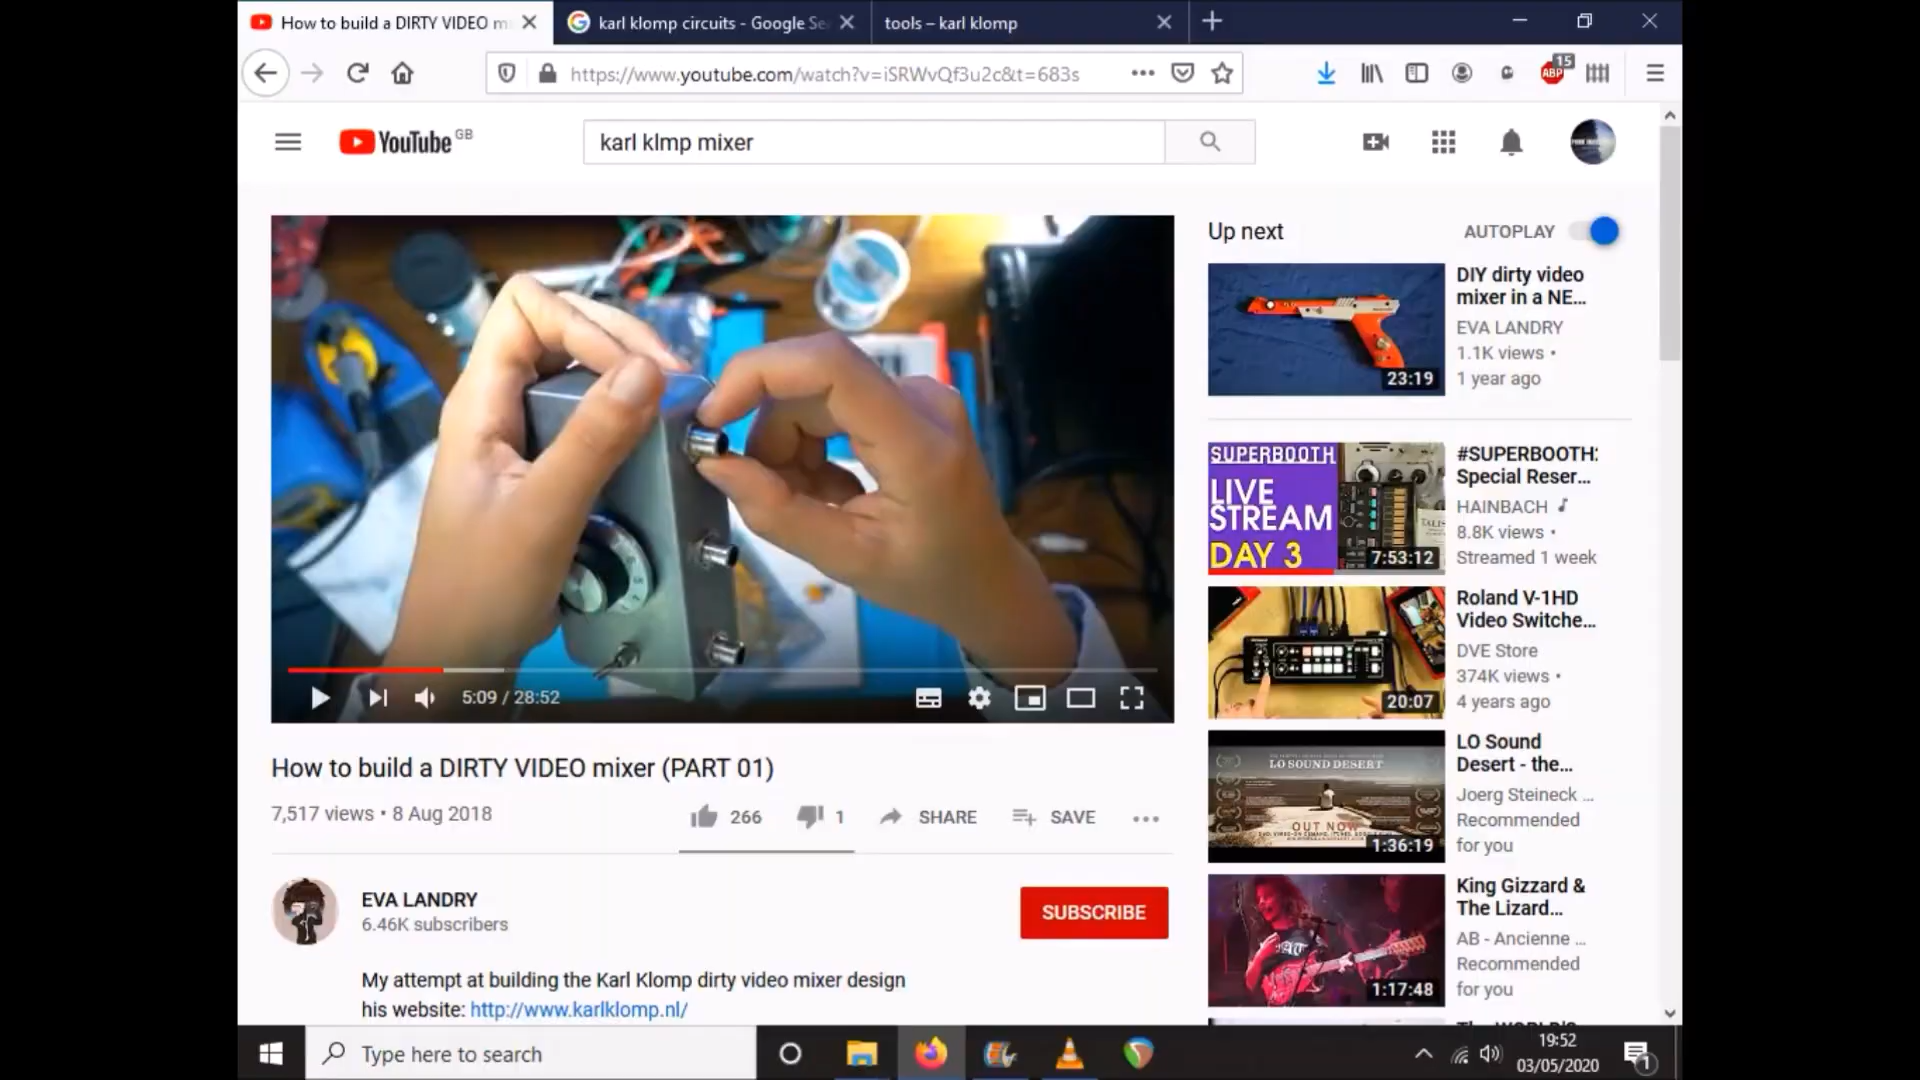 How to build a DIRTY VIDEO m
karl klomp circuits - Google Se
tools – karl klomp
https://www.youtube.com/watch?v=iSRWvQf3u2c&t=683s
ABP
15
YouTube GB
karl klmp mixer
Up next
AUTOPLAY
DIY dirty video
mixer in a NE...
EVA LANDRY
1.1K views •
1 year ago
23:19
SUPERBOOTH
LIVE
STREAM
DAY 3
7:53:12
#SUPERBOOTH2
Special Reser...
HAINBACH
8.8K views •
Streamed 1 week
Roland V-1HD
Video Switche...
DVE Store
374K views •
4 years ago
20:07
5:09 / 28:52
How to build a DIRTY VIDEO mixer (PART 01)
7,517 views • 8 Aug 2018
266
1
SHARE
SAVE
LO SOUND DESERT
OUT NOW
1:36:19
LO Sound
Desert - the...
Joerg Steineck ...
Recommended
for you
EVA LANDRY
6.46K subscribers
SUBSCRIBE
My attempt at building the Karl Klomp dirty video mixer design
his website: http://www.karlklomp.nl/
King Gizzard &
The Lizard...
AB - Ancienne ...
Recommended
for you
1:17:48
Type here to search
19:52
03/05/2020
1